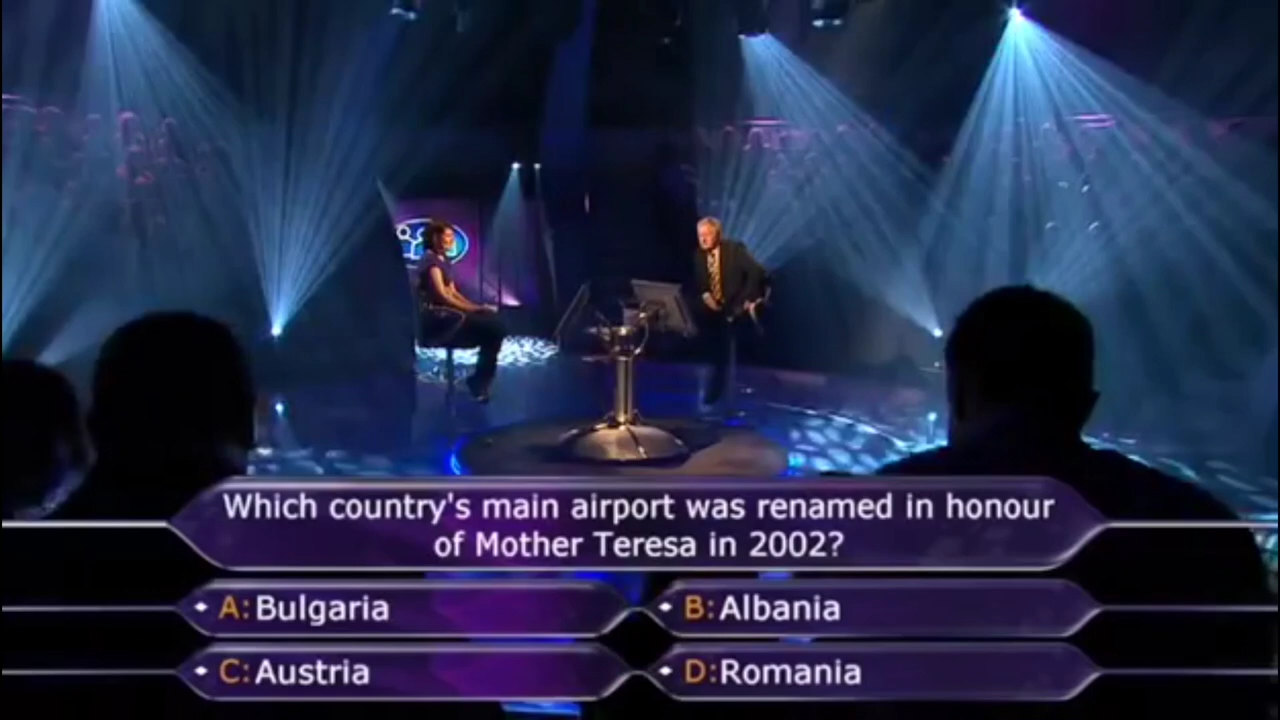 Which country's main airport was renamed in honour
of Mother Teresa in 2002?
A: Bulgaria
B: Albania
C: Austria
D: Romania